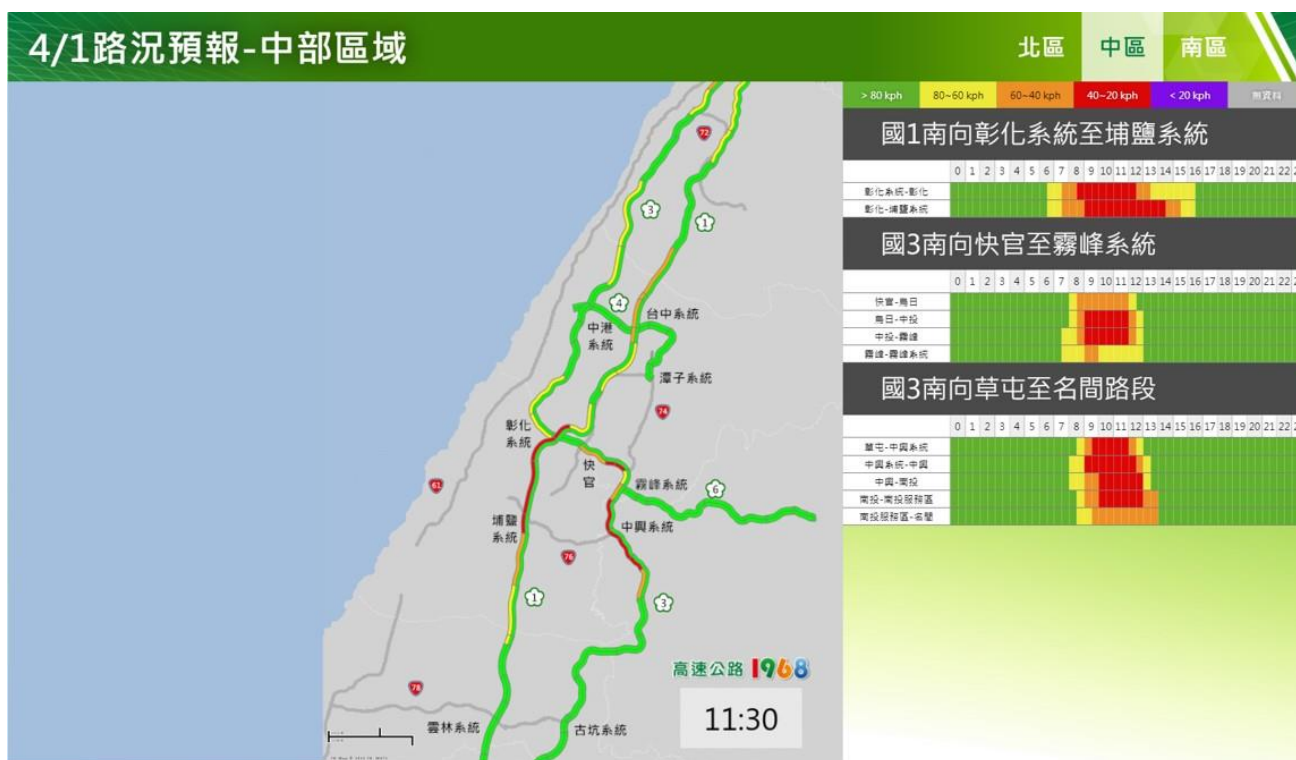 4/1路況預報-中部區域
北區 中區 南區
> 80 kph 80~60 kph 60~40 kph 40~20 kph < 20 kph 無資料
國1南向彰化系統至埔鹽系統
0 1 2 3 4 5 6 7 8 9 10 11 12 13 14 15 16 17 18 19 20 21 22
彰化系統-彰化
彰化-埔鹽系統
國3南向快官至霧峰系統
0 1 2 3 4 5 6 7 8 9 10 11 12 13 14 15 16 17 18 19 20 21 22
快官-烏日
烏日-中投
中投-霧峰
霧峰-霧峰系統
國3南向草屯至名間路段
0 1 2 3 4 5 6 7 8 9 10 11 12 13 14 15 16 17 18 19 20 21 22
草屯-中興系統
中興系統-中興
中興-南投
南投-南投服務區
南投服務區-名間
72
3
1
4
台中系統
中港
系統
潭子系統
74
彰化
系統
快
官
61
霧峰系統
6
埔鹽
系統
中興系統
76
1
3
高速公路 1968
78
11:30
雲林系統
古坑系統